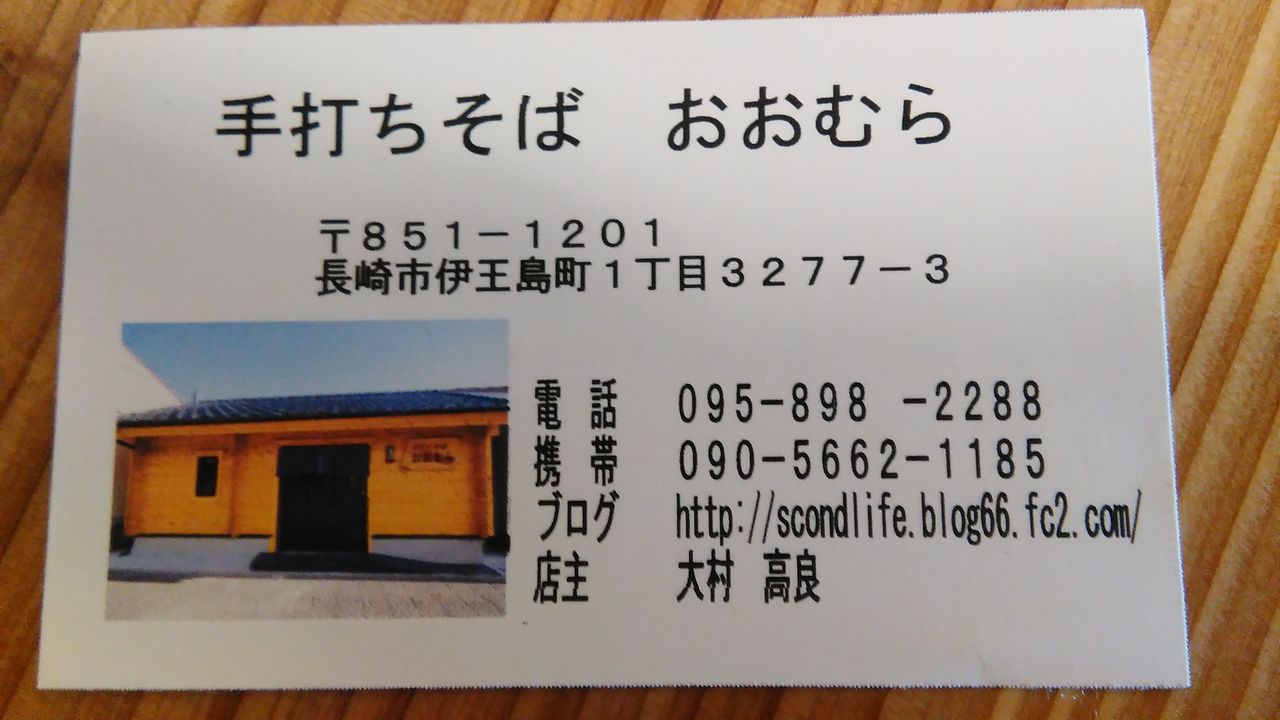 手打ちそば　おおむら
〒８５１－１２０１
長崎市伊王島町１丁目３２７７－３
電　話　095-898 -2288
携　帯　090-5662-1185
ブログ　http://scondlife.blog66.fc2.com/
店主　大村　高良